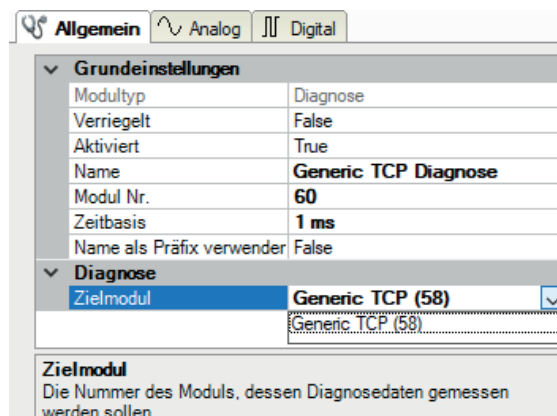 Allgemein Analog Digital
Grundeinstellungen
Modultyp Diagnose
Verriegelt False
Aktiviert True
Name Generic TCP Diagnose
Modul Nr. 60
Zeitbasis 1 ms
Name als Präfix verwender False
Diagnose
Zielmodul Generic TCP (58)
Generic TCP (58)
Zielmodul
Die Nummer des Moduls, dessen Diagnosedaten gemessen
werden sollen